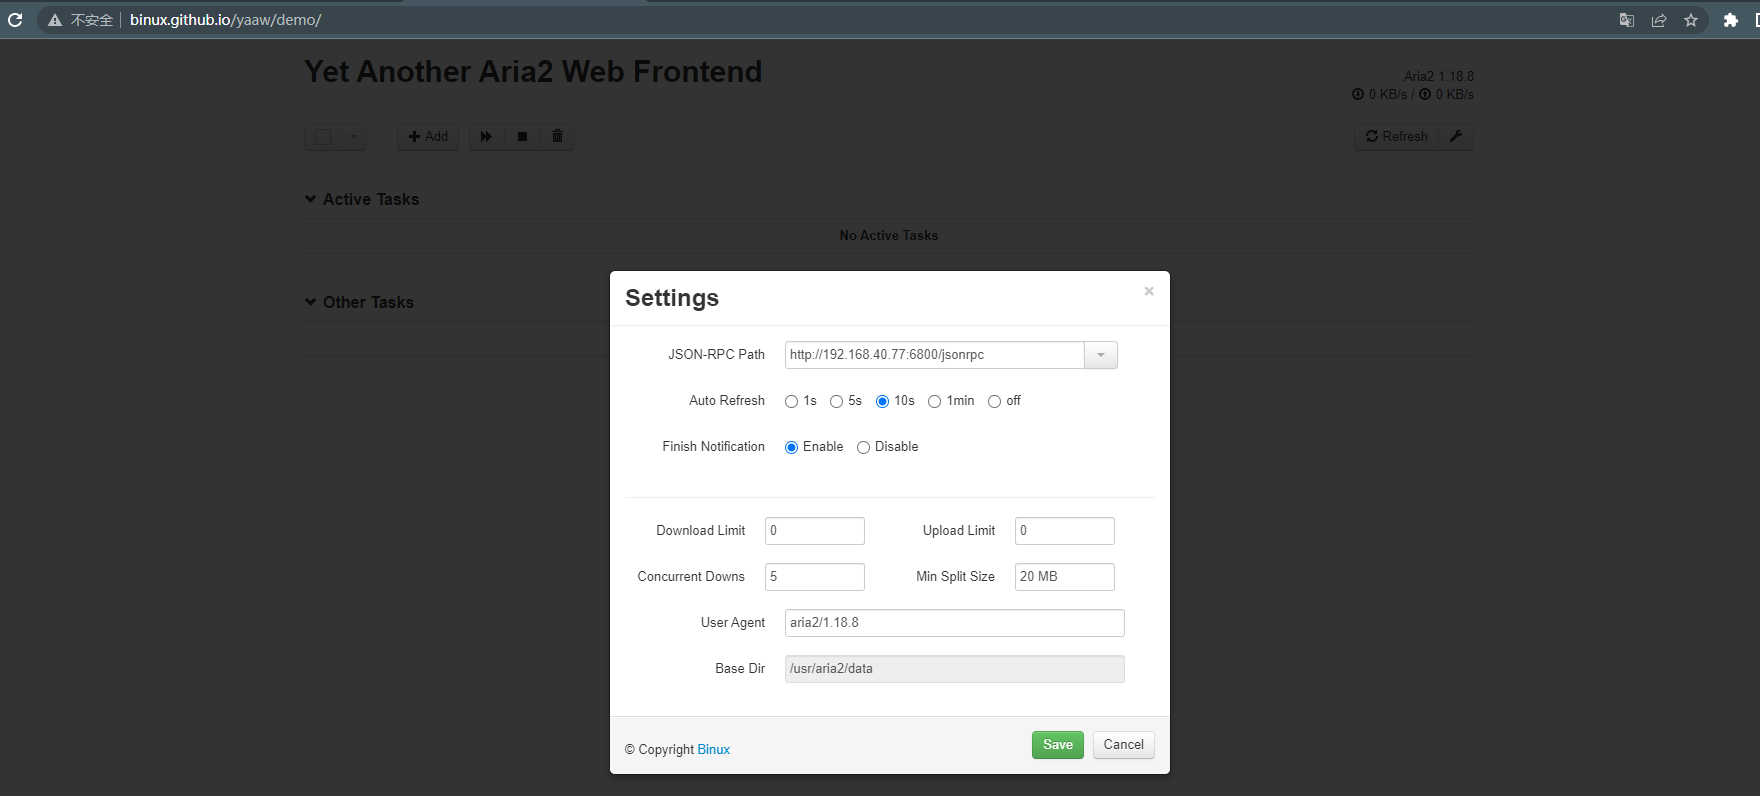 不安全 | binux.github.io/yaaw/demo/
Yet Another Aria2 Web Frontend
Aria2 1.18.8
0 KB/s / 0 KB/s
Add
Refresh
Active Tasks
No Active Tasks
Other Tasks
Settings
×
JSON-RPC Path http://192.168.40.77:6800/jsonrpc
Auto Refresh 1s 5s 10s 1min off
Finish Notification Enable Disable
Download Limit 0 Upload Limit 0
Concurrent Downs 5 Min Split Size 20 MB
User Agent aria2/1.18.8
Base Dir /usr/aria2/data
© Copyright Binux Save Cancel